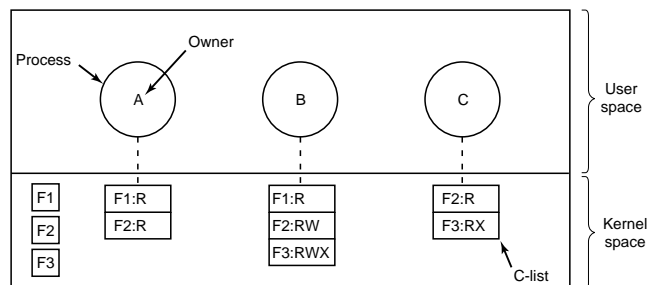 Owner
Process
A
B
C
User
space
F1
F2
F3
F1:R
F2:R
F1:R
F2:RW
F3:RWX
F2:R
F3:RX
C-list
Kernel
space